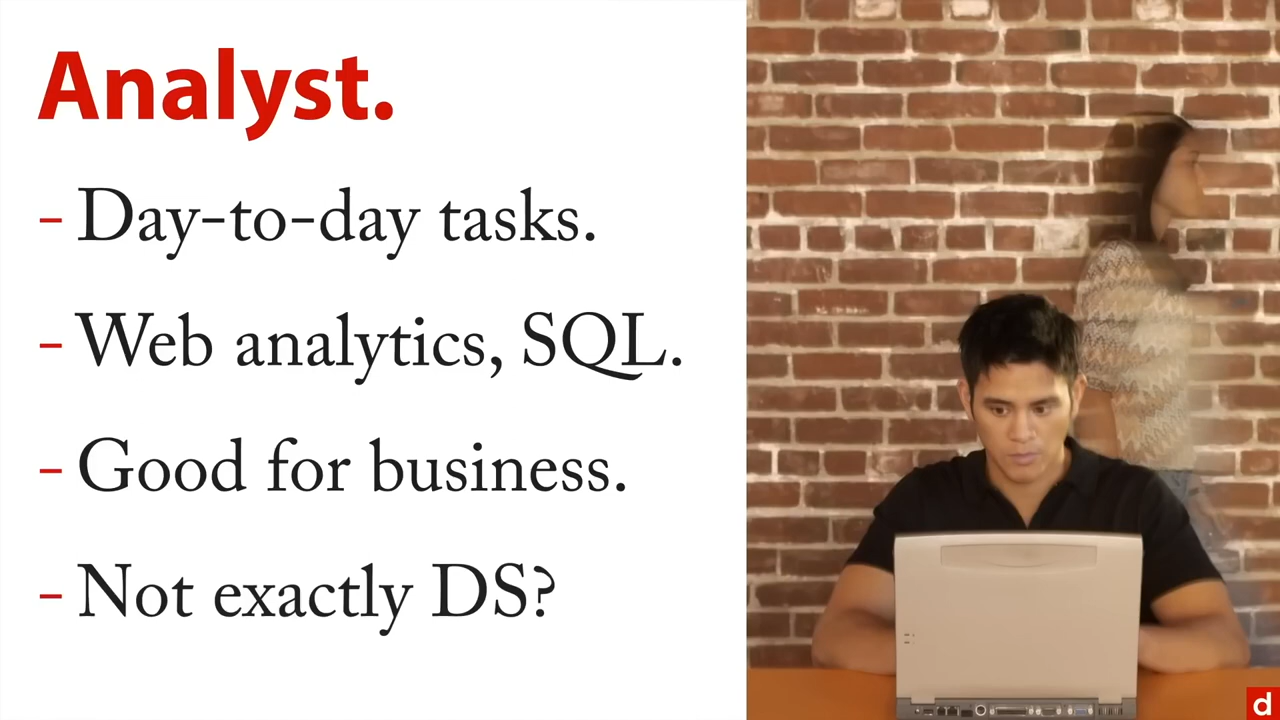 Analyst.
- Day-to-day tasks.
- Web analytics, SQL.
- Good for business.
- Not exactly DS?
d